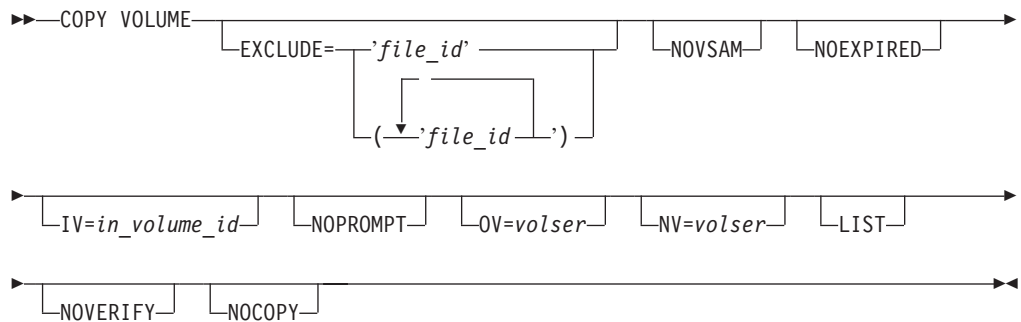 COPY VOLUME
EXCLUDE= ’file_id’ NOVSAM NOEXPIRED
( ’file_id ’)
IV=in_volume_id NOPROMPT OV=volser NV=volser LIST
NOVERIFY NOCOPY